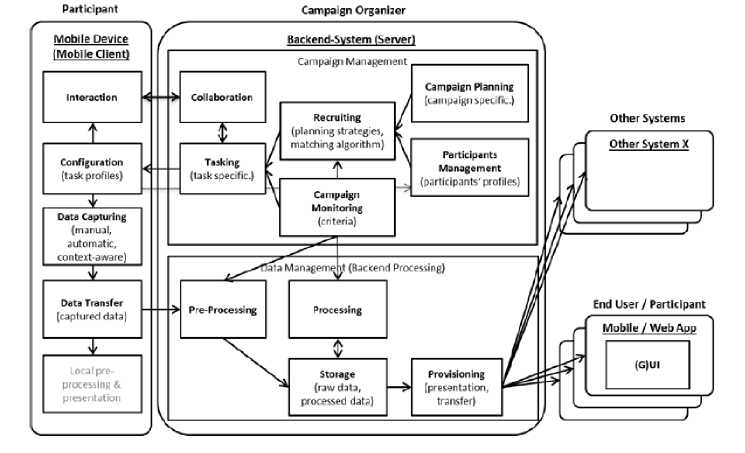 Participant
Campaign Organizer
Mobile Device
(Mobile Client)
Backend-System (Server)
Campaign Management
Interaction
Collaboration
Recruiting
(planning strategies,
matching algorithm)
Campaign Planning
(campaign specific.)
Configuration
(task profiles)
Tasking
(task specific.)
Participants
Management
(participants' profiles)
Campaign
Monitoring
(criteria)
Data Capturing
(manual,
automatic,
context-aware)
Data Management (Backend Processing)
Data Transfer
(captured data)
Pre-Processing
Processing
Local pre-
processing &
presentation
Storage
(raw data,
processed data)
Provisioning
(presentation,
transfer)
Other Systems
Other System X
End User / Participant
Mobile / Web App
(G)UI